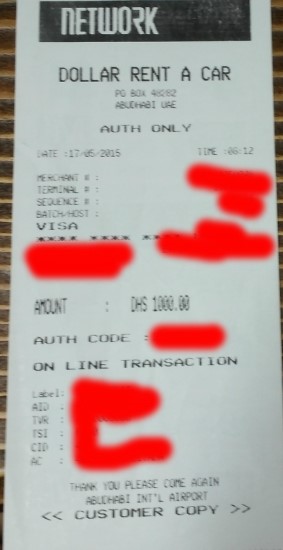 NETWORK
DOLLAR RENT A CAR
PO BOX 48282
ABUDHABI UAE
AUTH ONLY
DATE :17/05/2015 TIME :00:12
MERCHANT # :
TERMINAL # :
SEQUENCE # :
BATCH/HOST :
VISA
AMOUNT : DHS 1000.00
AUTH CODE :
ON LINE TRANSACTION
Label:
AID :
TVR :
TSI :
CID :
AC :
THANK YOU PLEASE COME AGAIN
ABUDHABI INT'L AIRPORT
<< CUSTOMER COPY >>